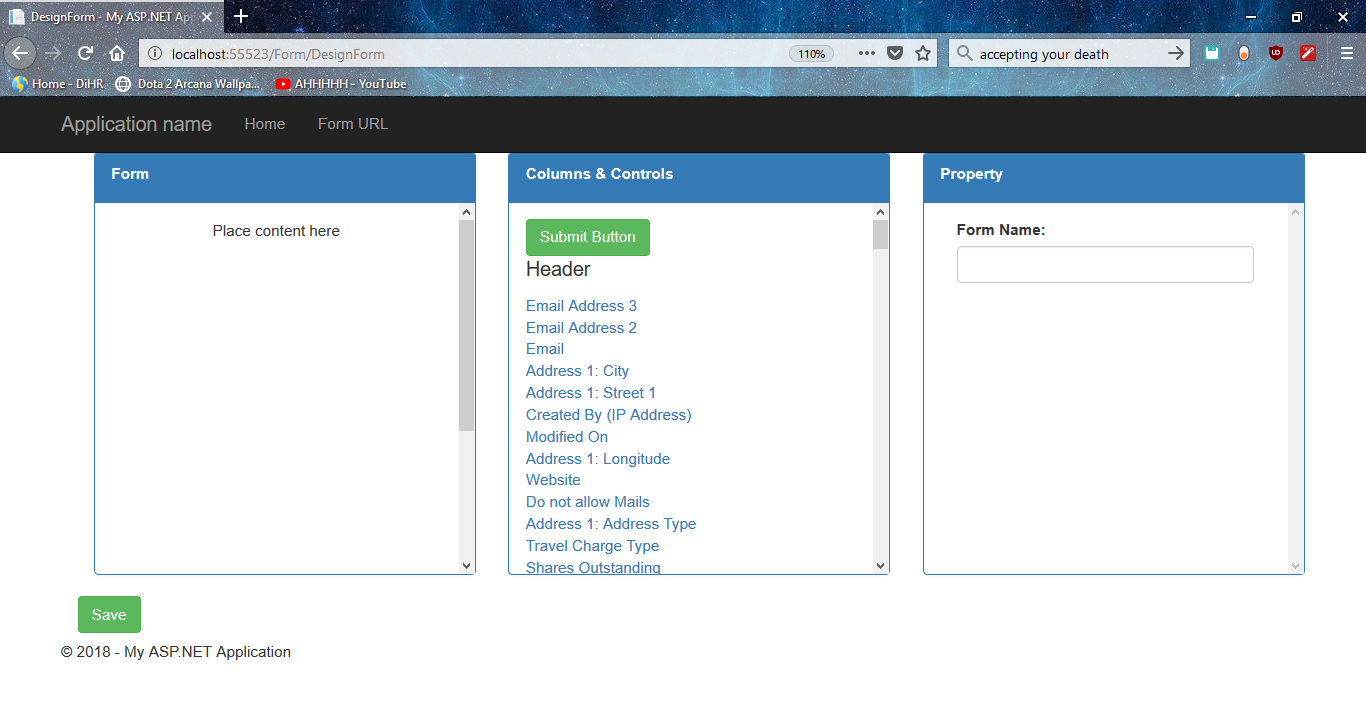 DesignForm - My ASP.NET Ap
localhost:55523/Form/DesignForm
110%
accepting your death
Home - DiHR
Dota 2 Arcana Wallpa...
AHHHHH - YouTube
Application name
Home
Form URL
Form
Place content here
Columns & Controls
Submit Button
Header
Email Address 3
Email Address 2
Email
Address 1: City
Address 1: Street 1
Created By (IP Address)
Modified On
Address 1: Longitude
Website
Do not allow Mails
Address 1: Address Type
Travel Charge Type
Shares Outstanding
Property
Form Name:
Save
© 2018 - My ASP.NET Application